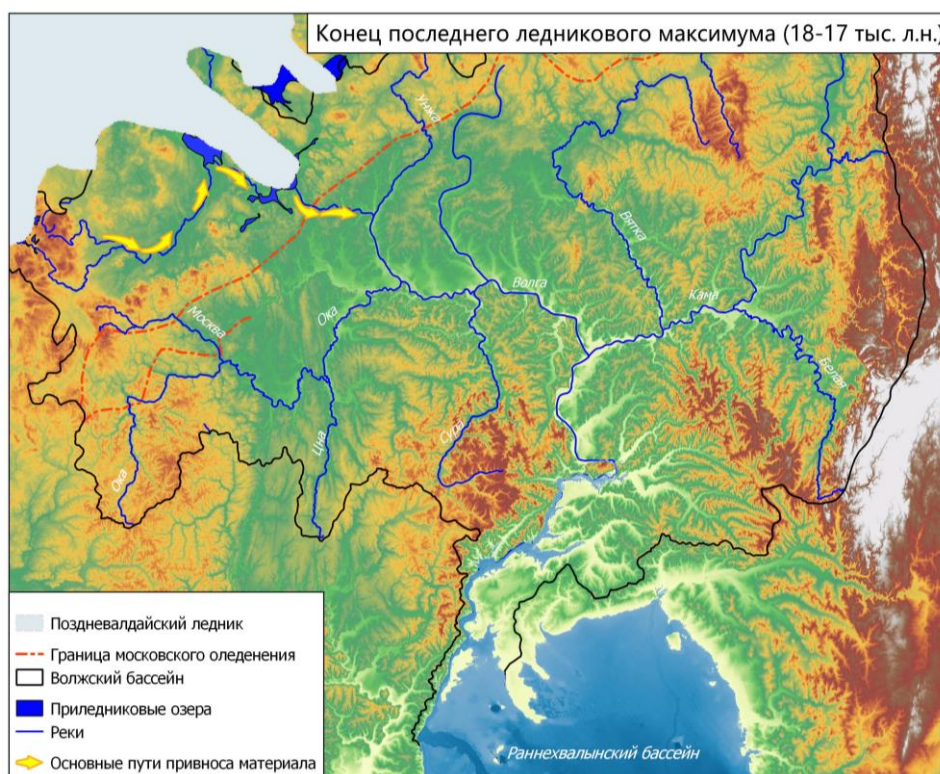 Конец последнего ледникового максимума (18-17 тыс. л.н.)
Унжа
Вятка
Волга
Кама
Москва
Ока
Белая
Ока
Цна
Сура
Поздневалдайский ледник
Граница московского оледенения
Волжский бассейн
Приледниковые озера
Реки
Основные пути привноса материала
Раннехвалынский бассейн